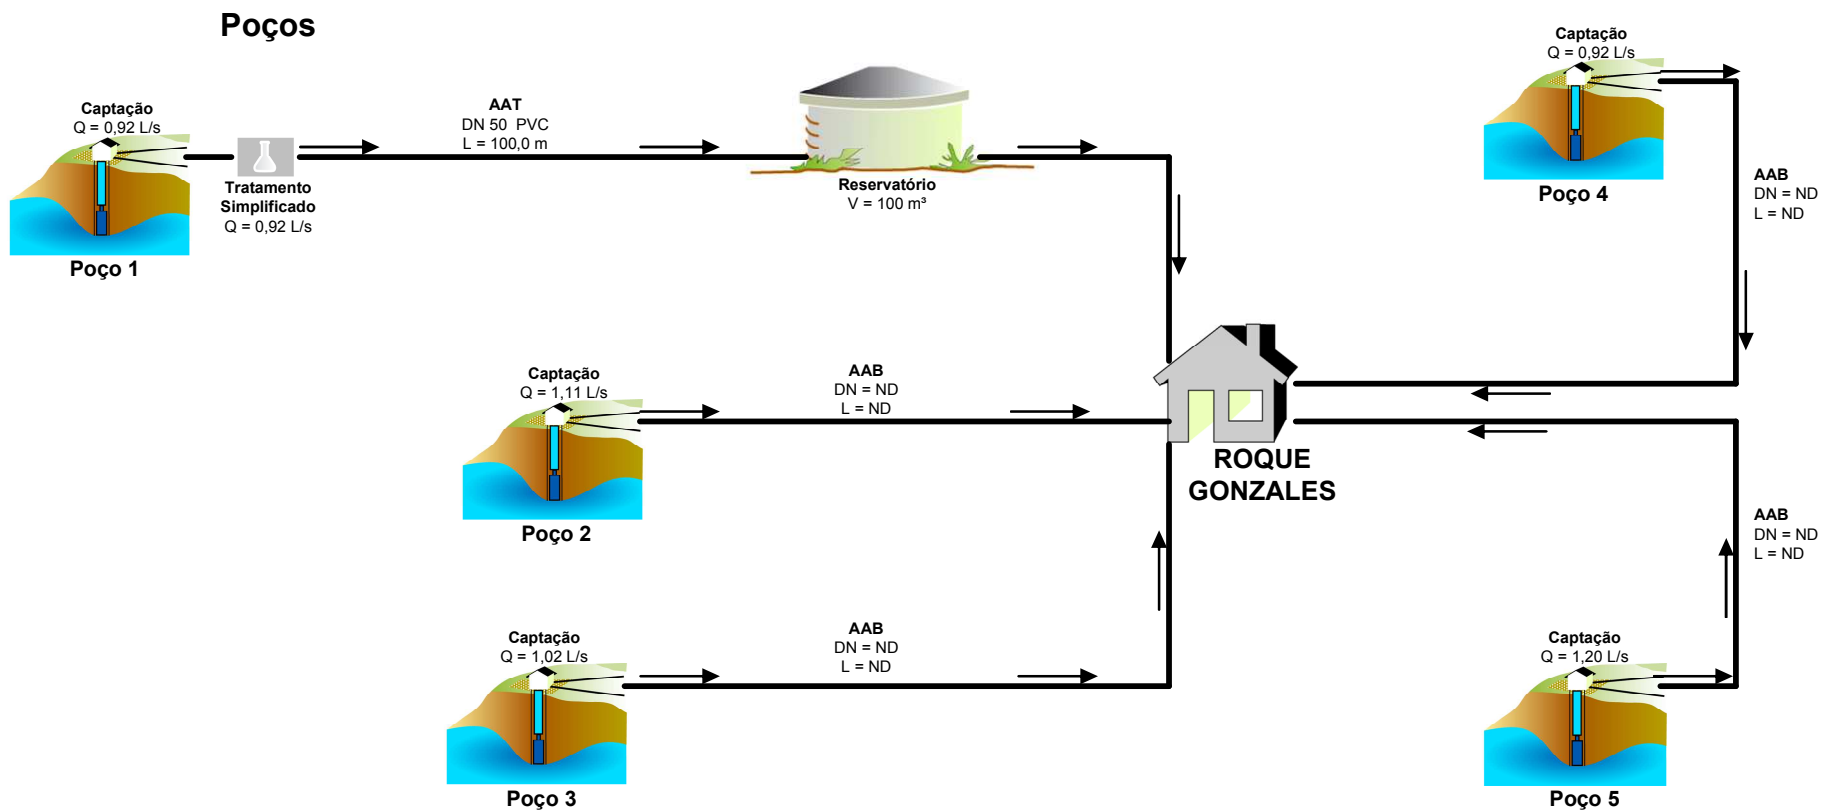 Poços
Captação
Q = 0,92 L/s
Poço 1
Tratamento
Simplificado
Q = 0,92 L/s
AAT
DN 50 PVC
L = 100,0 m
Reservatório
V = 100 m³
Captação
Q = 0,92 L/s
Poço 4
AAB
DN = ND
L = ND
Captação
Q = 1,11 L/s
Poço 2
AAB
DN = ND
L = ND
ROQUE
GONZALES
Captação
Q = 1,02 L/s
Poço 3
AAB
DN = ND
L = ND
AAB
DN = ND
L = ND
Captação
Q = 1,20 L/s
Poço 5